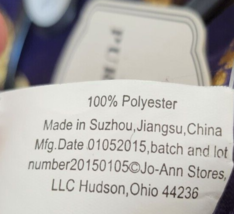 PUR
100% Polyester
Made in Suzhou,Jiangsu,China
Mfg.Date 01052015,batch and lot
number20150105©Jo-Ann Stores,
LLC Hudson,Ohio 44236